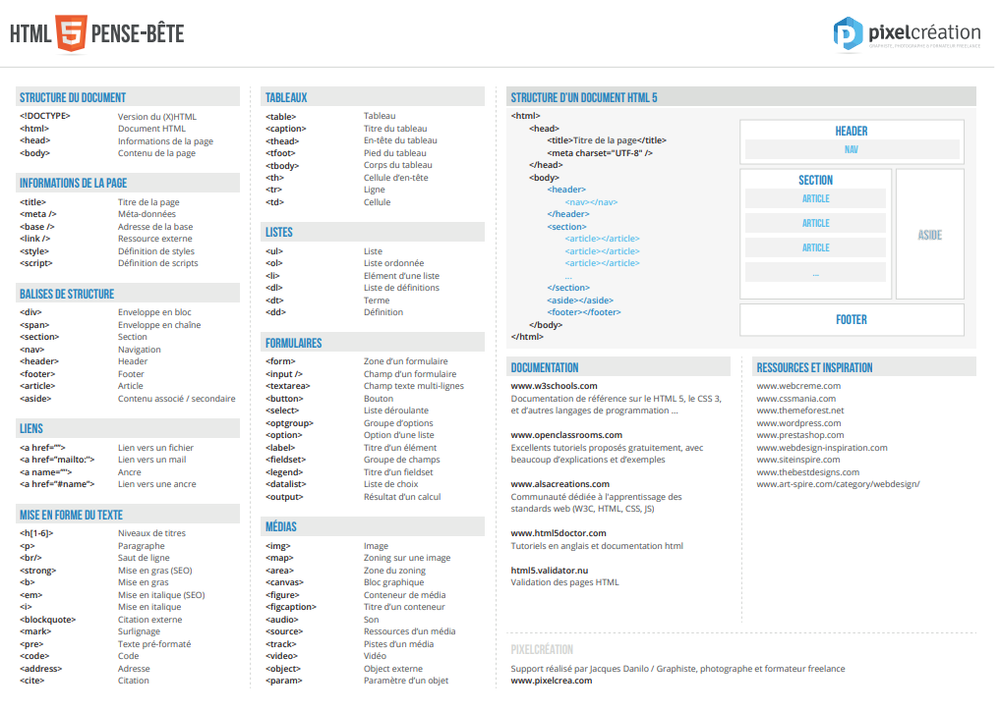 HTML 5 PENSE-BÊTE
pixelcréation
GRAPHISTE, PHOTOGRAPHE & FORMATEUR FREELANCE
STRUCTURE DU DOCUMENT
<!DOCTYPE> Version du (X)HTML
<html> Document HTML
<head> Informations de la page
<body> Contenu de la page
INFORMATIONS DE LA PAGE
<title> Titre de la page
<meta /> Méta-données
<base /> Adresse de la base
<link /> Ressource externe
<style> Définition de styles
<script> Définition de scripts
BALISES DE STRUCTURE
<div> Enveloppe en bloc
<span> Enveloppe en chaîne
<section> Section
<nav> Navigation
<header> Header
<footer> Footer
<article> Article
<aside> Contenu associé / secondaire
LIENS
<a href=""> Lien vers un fichier
<a href="mailto:"> Lien vers un mail
<a name=""> Ancre
<a href="#name"> Lien vers une ancre
MISE EN FORME DU TEXTE
<h[1-6]> Niveaux de titres
<p> Paragraphe
<br/> Saut de ligne
<strong> Mise en gras (SEO)
<b> Mise en gras
<em> Mise en italique (SEO)
<i> Mise en italique
<blockquote> Citation externe
<mark> Surlignage
<pre> Texte pré-formaté
<code> Code
<address> Adresse
<cite> Citation
TABLEAUX
<table> Tableau
<caption> Titre du tableau
<thead> En-tête du tableau
<tfoot> Pied du tableau
<tbody> Corps du tableau
<th> Cellule d'en-tête
<tr> Ligne
<td> Cellule
LISTES
<ul> Liste
<ol> Liste ordonnée
<li> Elément d'une liste
<dl> Liste de définitions
<dt> Terme
<dd> Définition
FORMULAIRES
<form> Zone d'un formulaire
<input /> Champ d'un formulaire
<textarea> Champ texte multi-lignes
<button> Bouton
<select> Liste déroulante
<optgroup> Groupe d'options
<option> Option d'une liste
<label> Titre d'un élément
<fieldset> Groupe de champs
<legend> Titre d'un fieldset
<datalist> Liste de choix
<output> Résultat d'un calcul
MÉDIAS
<img> Image
<map> Zoning sur une image
<area> Zone du zoning
<canvas> Bloc graphique
<figure> Conteneur de média
<figcaption> Titre d'un conteneur
<audio> Son
<source> Ressources d'un média
<track> Pistes d'un média
<video> Vidéo
<object> Object externe
<param> Paramètre d'un objet
STRUCTURE D'UN DOCUMENT HTML 5
<html>
<head>
<title>Titre de la page</title>
<meta charset="UTF-8" />
</head>
<body>
<header>
<nav></nav>
</header>
<section>
<article></article>
<article></article>
<article></article>
...
</section>
<aside></aside>
<footer></footer>
</body>
</html>
HEADER
NAV
SECTION
ARTICLE
ARTICLE
ARTICLE
...
ASIDE
FOOTER
DOCUMENTATION
www.w3schools.com
Documentation de référence sur le HTML 5, le CSS 3,
et d'autres langages de programmation ...
www.openclassrooms.com
Excellents tutoriels proposés gratuitement, avec
beaucoup d'explications et d'exemples
www.alsacreations.com
Communauté dédiée à l'apprentissage des
standards web (W3C, HTML, CSS, JS)
www.html5doctor.com
Tutoriels en anglais et documentation html
html5.validator.nu
Validation des pages HTML
RESSOURCES ET INSPIRATION
www.webcreme.com
www.cssmania.com
www.themeforest.net
www.wordpress.com
www.prestashop.com
www.webdesign-inspiration.com
www.siteinspire.com
www.thebestdesigns.com
www.art-spire.com/category/webdesign/
PIXELCRÉATION
Support réalisé par Jacques Danilo / Graphiste, photographe et formateur freelance
www.pixelcrea.com